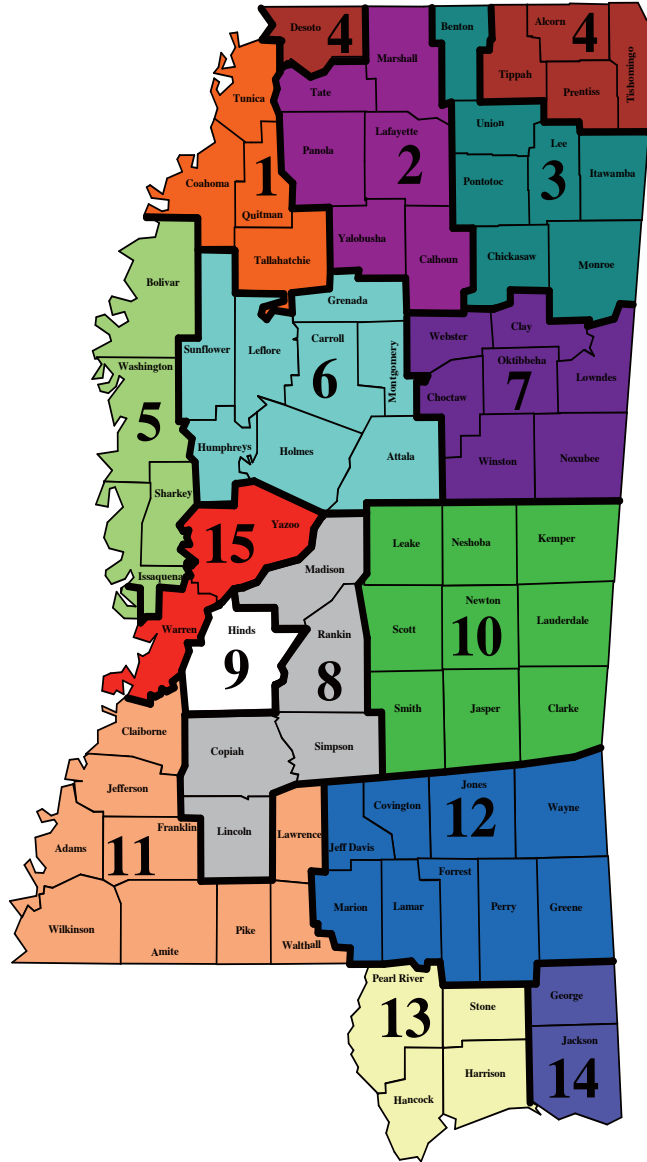 Desoto
4
Benton
Alcorn
4
Tippah
Prentiss
Tishomingo
Marshall
Tunica
Tate
Lafayette
Panola
2
Union
Lee
Pontotoc
3
Itawamba
Coahoma
1
Quitman
Tallahatchie
Yalobusha
Calhoun
Chickasaw
Monroe
Bolivar
Grenada
Sunflower
Leflore
Carroll
Montgomery
6
Webster
Clay
Oktibbeha
Lowndes
Choctaw
7
Washington
5
Humphreys
Holmes
Attala
Winston
Noxubee
Sharkey
Issaquena
15
Yazoo
Madison
Leake
Neshoba
Kemper
Warren
Hinds
9
Rankin
8
Scott
Newton
10
Lauderdale
Smith
Jasper
Clarke
Claiborne
Copiah
Simpson
Jefferson
Franklin
Lincoln
Lawrence
Adams
11
Jeff Davis
Covington
Jones
12
Wayne
Wilkinson
Amite
Pike
Walthall
Marion
Lamar
Forrest
Perry
Greene
Pearl River
13
Stone
George
Hancock
Harrison
Jackson
14